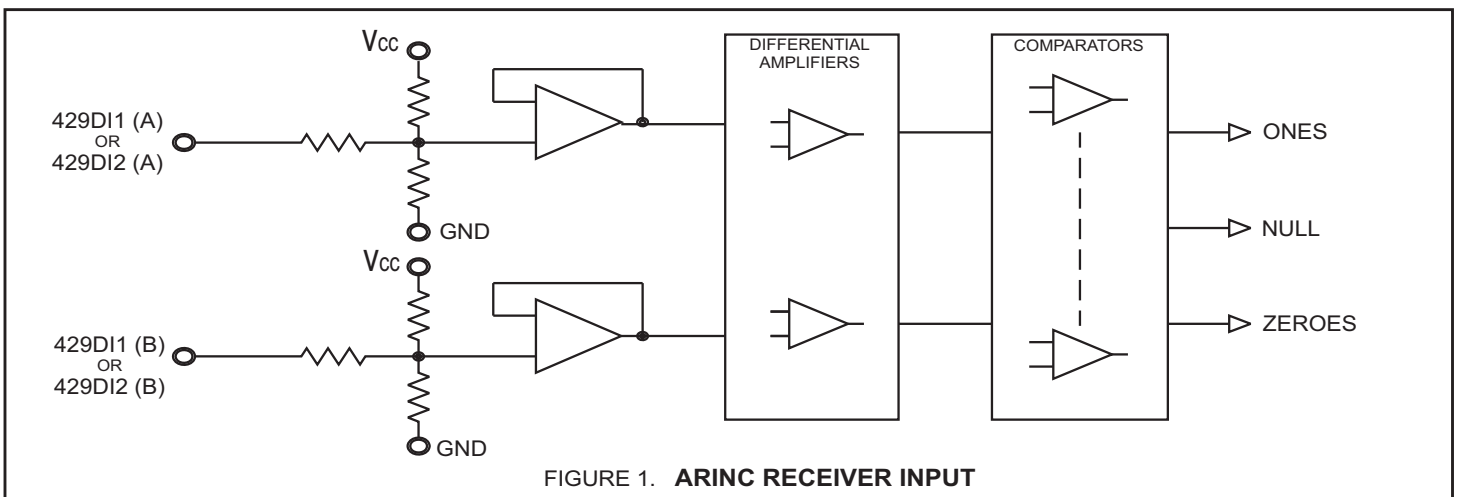 VCC
429DI1 (A)
OR
429DI2 (A)
GND
VCC
429DI1 (B)
OR
429DI2 (B)
GND
DIFFERENTIAL
AMPLIFIERS
COMPARATORS
ONES
NULL
ZEROES
FIGURE 1. ARINC RECEIVER INPUT